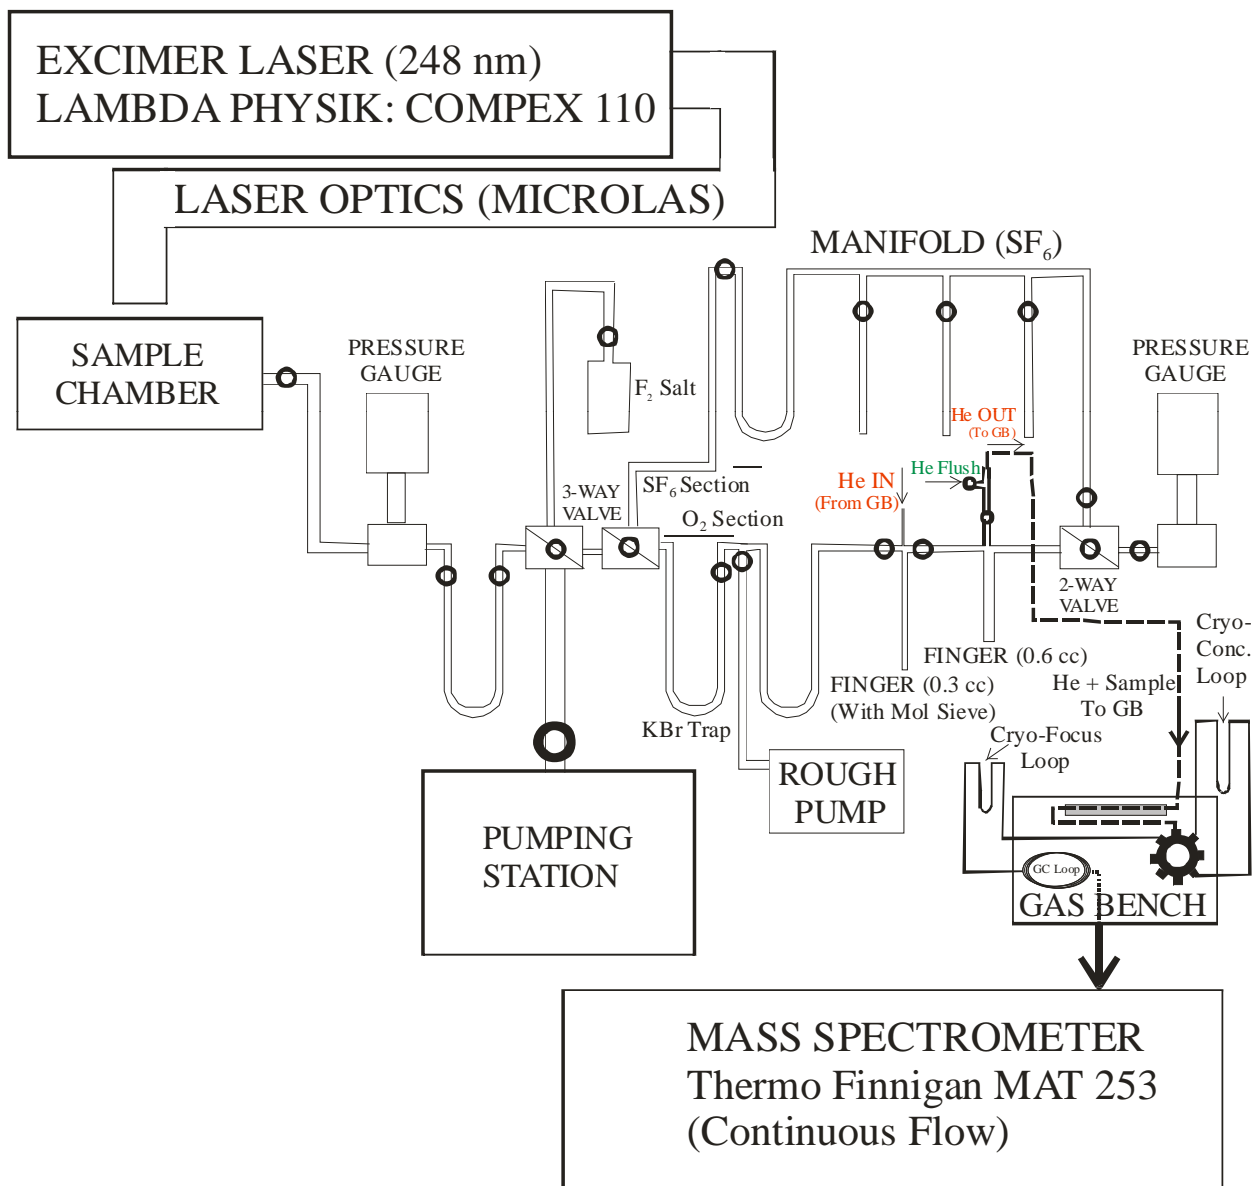 EXCIMER LASER (248 nm)
LAMBDA PHYSIK: COMPEX 110
LASER OPTICS (MICROLAS)
MANIFOLD (SF₆)
SAMPLE
CHAMBER
PRESSURE
GAUGE
F₂ Salt
PRESSURE
GAUGE
He OUT
(To GB)
He Flush
He IN
(From GB)
SF₆ Section
3-WAY
VALVE
O₂ Section
2-WAY
VALVE
Cryo-
Conc.
Loop
FINGER (0.6 cc)
FINGER (0.3 cc)
(With Mol Sieve)
He + Sample
To GB
KBr Trap
Cryo-Focus
Loop
ROUGH
PUMP
PUMPING
STATION
GC Loop
GAS BENCH
MASS SPECTROMETER
Thermo Finnigan MAT 253
(Continuous Flow)